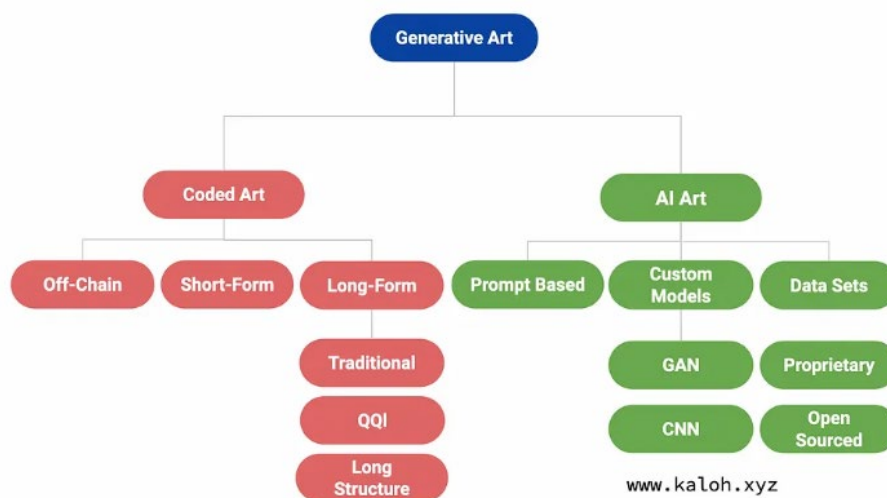 Generative Art
Coded Art
AI Art
Off-Chain
Short-Form
Long-Form
Prompt Based
Custom
Models
Data Sets
Traditional
GAN
Proprietary
QQl
CNN
Open
Sourced
Long
Structure
www.kaloh.xyz